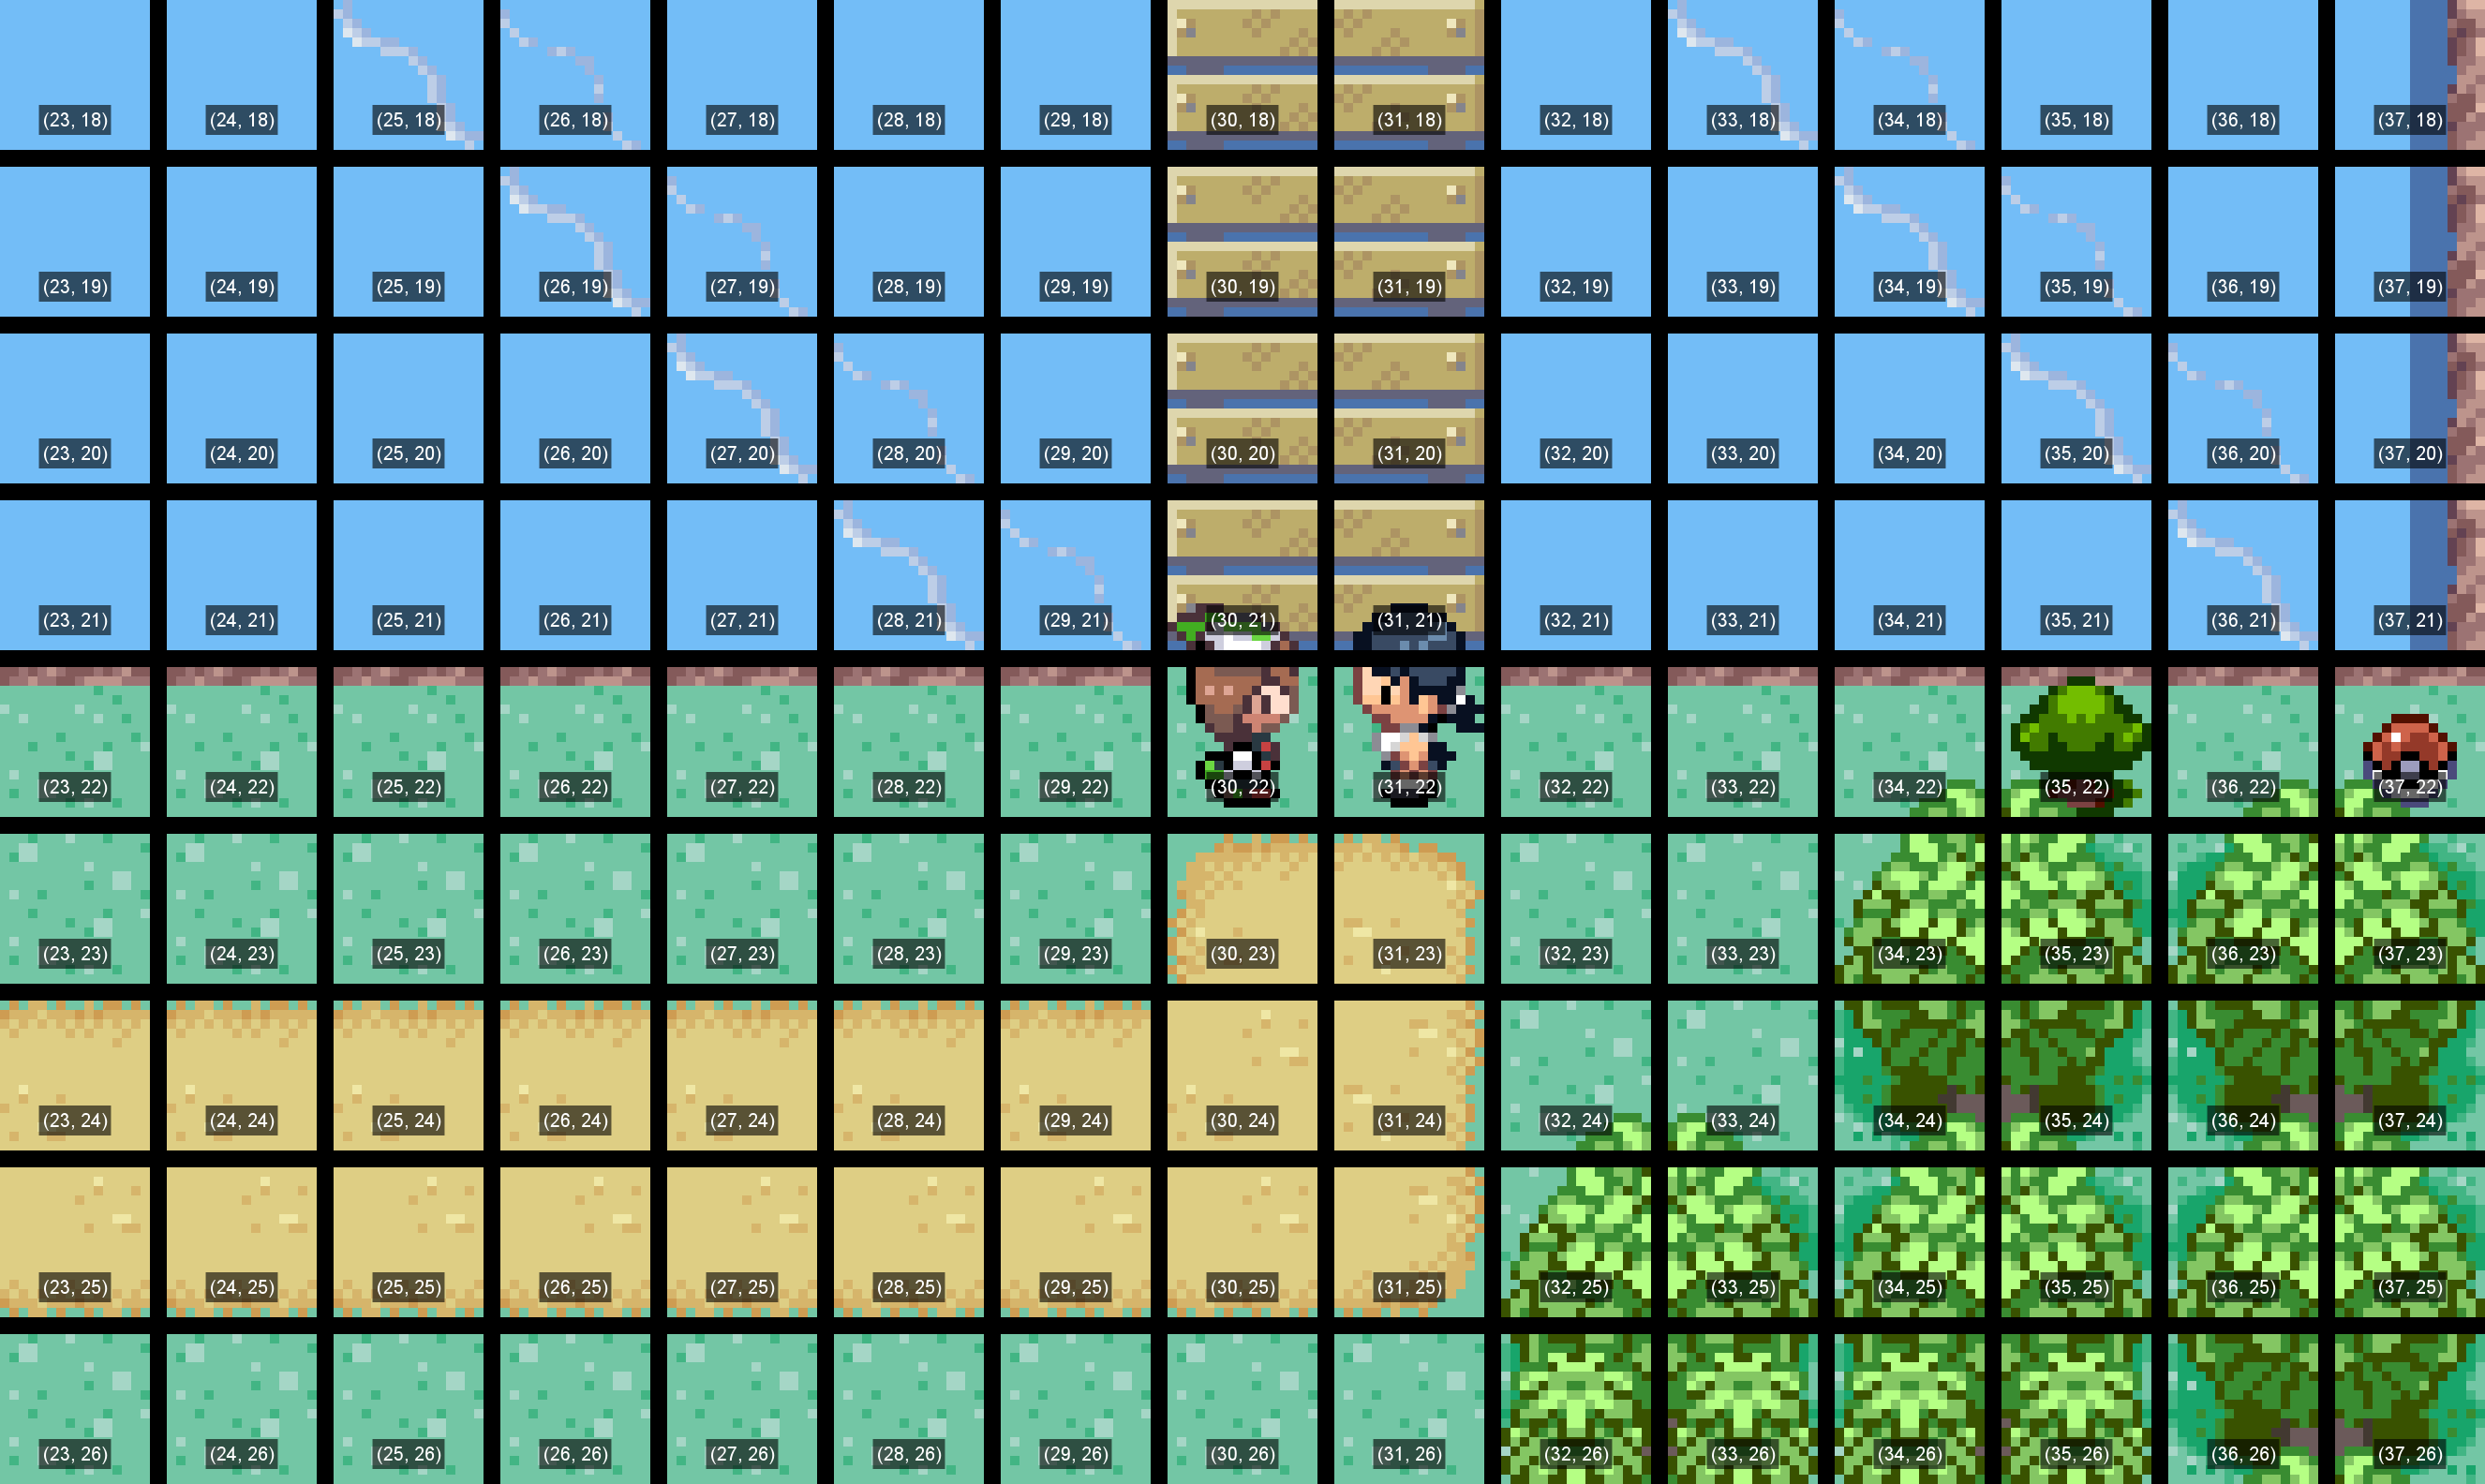 (23, 18) (24, 18) (25, 18) (26, 18) (27, 18) (28, 18) (29, 18) (30, 18) (31, 18) (32, 18) (33, 18) (34, 18) (35, 18) (36, 18) (37, 18)
(23, 19) (24, 19) (25, 19) (26, 19) (27, 19) (28, 19) (29, 19) (30, 19) (31, 19) (32, 19) (33, 19) (34, 19) (35, 19) (36, 19) (37, 19)
(23, 20) (24, 20) (25, 20) (26, 20) (27, 20) (28, 20) (29, 20) (30, 20) (31, 20) (32, 20) (33, 20) (34, 20) (35, 20) (36, 20) (37, 20)
(23, 21) (24, 21) (25, 21) (26, 21) (27, 21) (28, 21) (29, 21) (30, 21) (31, 21) (32, 21) (33, 21) (34, 21) (35, 21) (36, 21) (37, 21)
(23, 22) (24, 22) (25, 22) (26, 22) (27, 22) (28, 22) (29, 22) (30, 22) (31, 22) (32, 22) (33, 22) (34, 22) (35, 22) (36, 22) (37, 22)
(23, 23) (24, 23) (25, 23) (26, 23) (27, 23) (28, 23) (29, 23) (30, 23) (31, 23) (32, 23) (33, 23) (34, 23) (35, 23) (36, 23) (37, 23)
(23, 24) (24, 24) (25, 24) (26, 24) (27, 24) (28, 24) (29, 24) (30, 24) (31, 24) (32, 24) (33, 24) (34, 24) (35, 24) (36, 24) (37, 24)
(23, 25) (24, 25) (25, 25) (26, 25) (27, 25) (28, 25) (29, 25) (30, 25) (31, 25) (32, 25) (33, 25) (34, 25) (35, 25) (36, 25) (37, 25)
(23, 26) (24, 26) (25, 26) (26, 26) (27, 26) (28, 26) (29, 26) (30, 26) (31, 26) (32, 26) (33, 26) (34, 26) (35, 26) (36, 26) (37, 26)